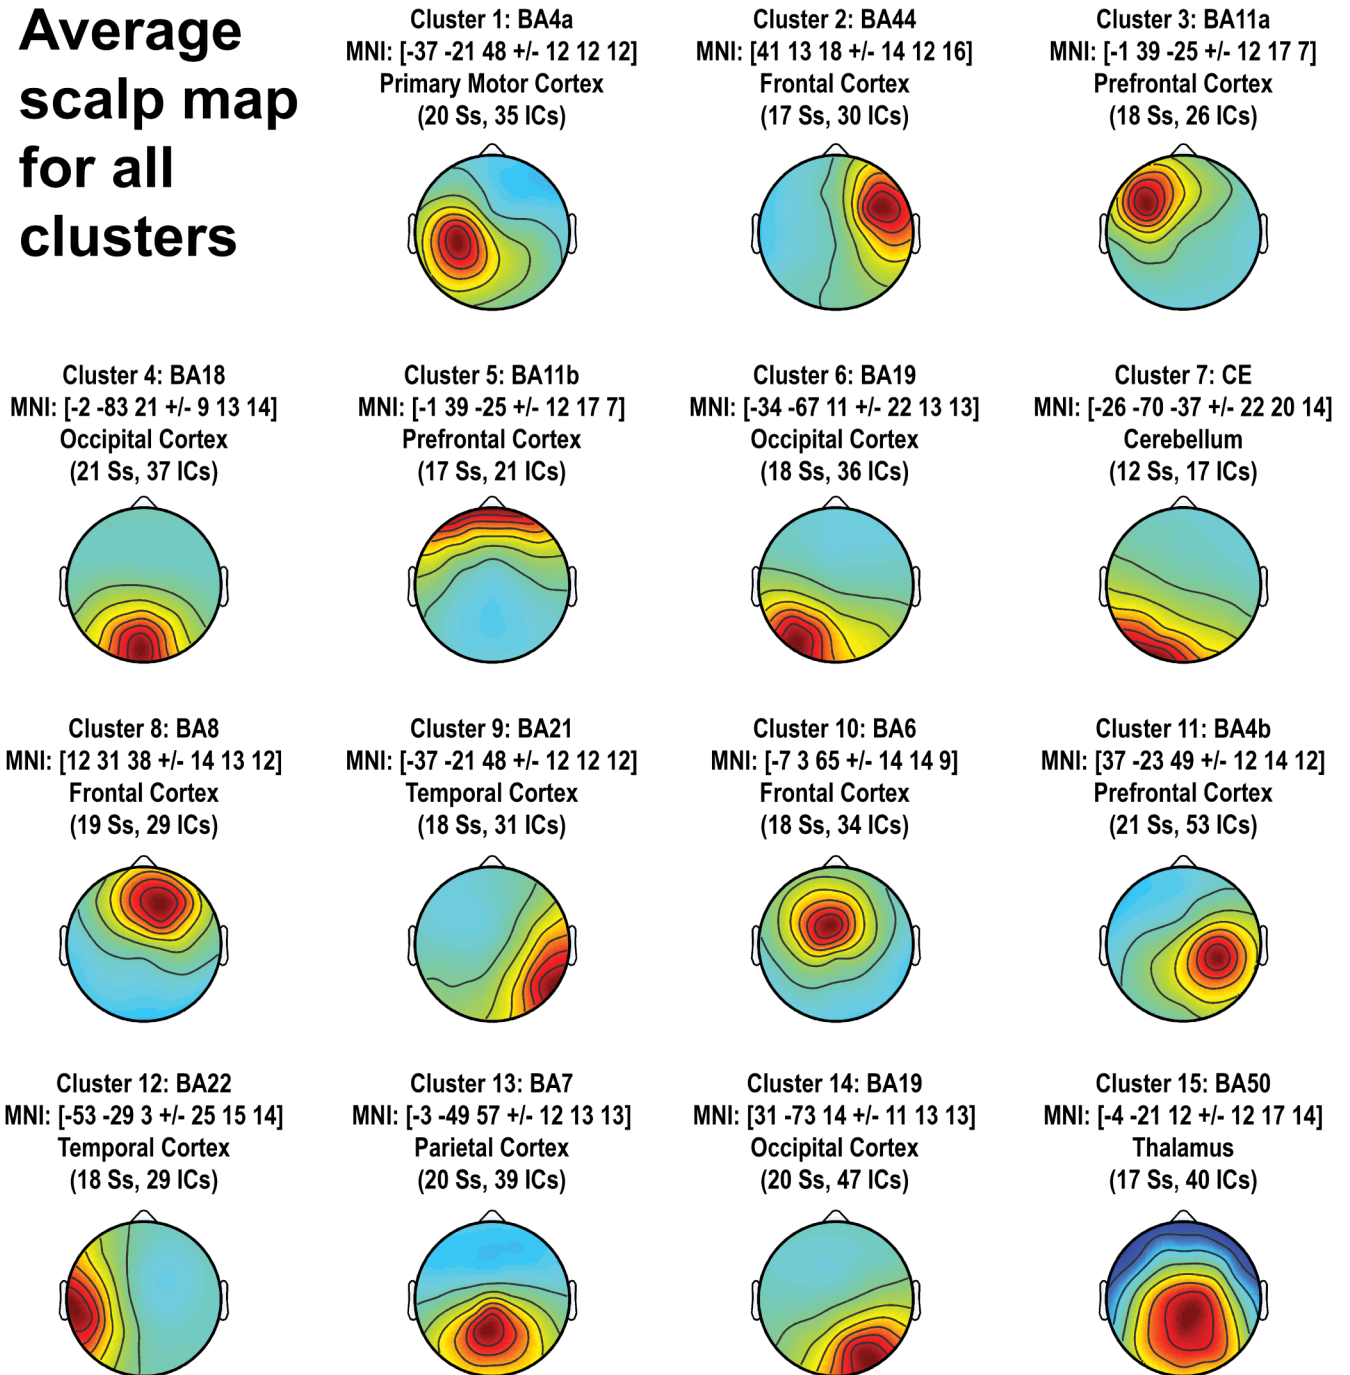 Average
scalp map
for all
clusters
Cluster 1: BA4a
MNI: [-37 -21 48 +/- 12 12 12]
Primary Motor Cortex
(20 Ss, 35 ICs)
Cluster 2: BA44
MNI: [41 13 18 +/- 14 12 16]
Frontal Cortex
(17 Ss, 30 ICs)
Cluster 3: BA11a
MNI: [-1 39 -25 +/- 12 17 7]
Prefrontal Cortex
(18 Ss, 26 ICs)
Cluster 4: BA18
MNI: [-2 -83 21 +/- 9 13 14]
Occipital Cortex
(21 Ss, 37 ICs)
Cluster 5: BA11b
MNI: [-1 39 -25 +/- 12 17 7]
Prefrontal Cortex
(17 Ss, 21 ICs)
Cluster 6: BA19
MNI: [-34 -67 11 +/- 22 13 13]
Occipital Cortex
(18 Ss, 36 ICs)
Cluster 7: CE
MNI: [-26 -70 -37 +/- 22 20 14]
Cerebellum
(12 Ss, 17 ICs)
Cluster 8: BA8
MNI: [12 31 38 +/- 14 13 12]
Frontal Cortex
(19 Ss, 29 ICs)
Cluster 9: BA21
MNI: [-37 -21 48 +/- 12 12 12]
Temporal Cortex
(18 Ss, 31 ICs)
Cluster 10: BA6
MNI: [-7 3 65 +/- 14 14 9]
Frontal Cortex
(18 Ss, 34 ICs)
Cluster 11: BA4b
MNI: [37 -23 49 +/- 12 14 12]
Prefrontal Cortex
(21 Ss, 53 ICs)
Cluster 12: BA22
MNI: [-53 -29 3 +/- 25 15 14]
Temporal Cortex
(18 Ss, 29 ICs)
Cluster 13: BA7
MNI: [-3 -49 57 +/- 12 13 13]
Parietal Cortex
(20 Ss, 39 ICs)
Cluster 14: BA19
MNI: [31 -73 14 +/- 11 13 13]
Occipital Cortex
(20 Ss, 47 ICs)
Cluster 15: BA50
MNI: [-4 -21 12 +/- 12 17 14]
Thalamus
(17 Ss, 40 ICs)